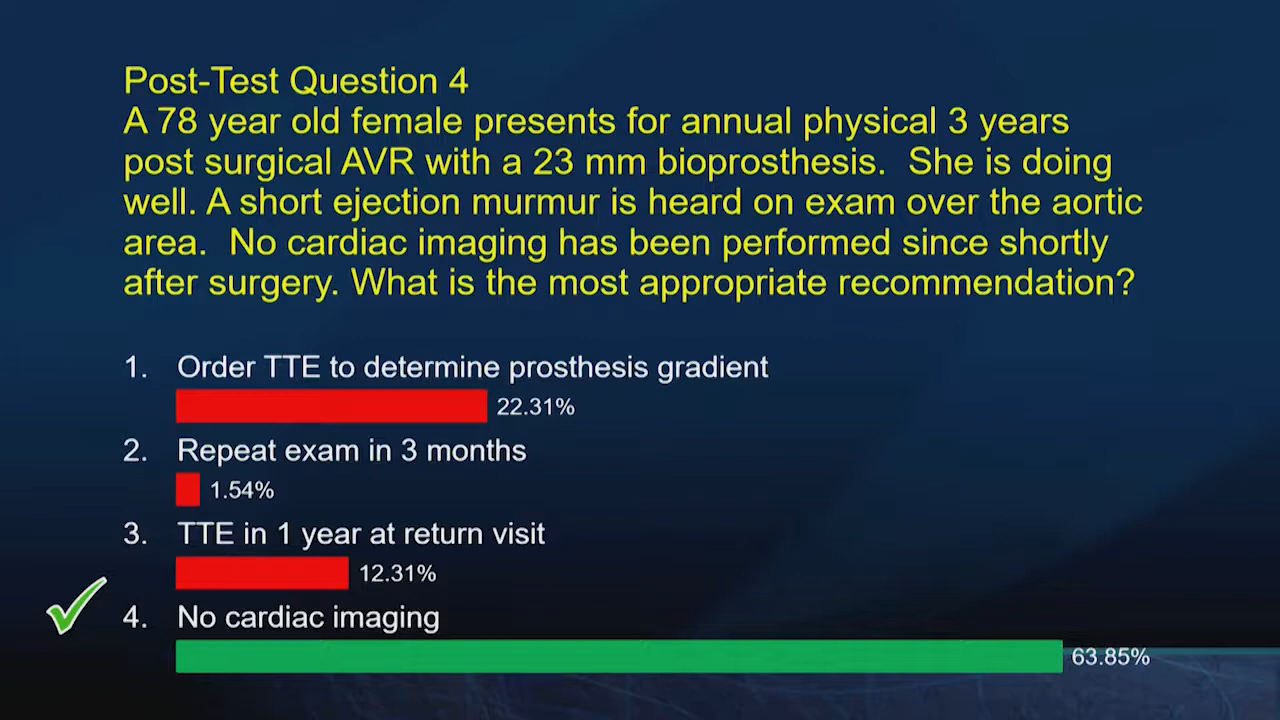 Post-Test Question 4
A 78 year old female presents for annual physical 3 years
post surgical AVR with a 23 mm bioprosthesis.  She is doing
well. A short ejection murmur is heard on exam over the aortic
area.  No cardiac imaging has been performed since shortly
after surgery. What is the most appropriate recommendation?
1. Order TTE to determine prosthesis gradient
22.31%
2. Repeat exam in 3 months
1.54%
3. TTE in 1 year at return visit
12.31%
4. No cardiac imaging
63.85%